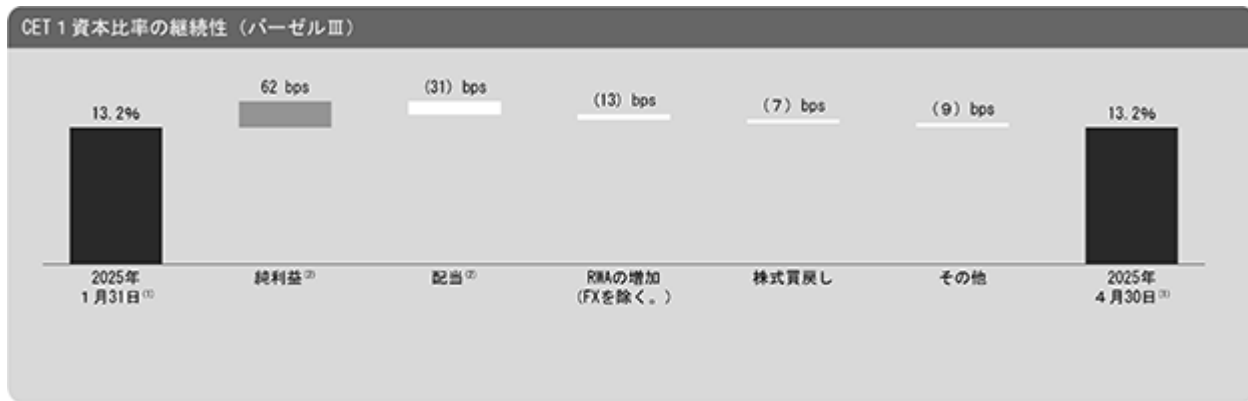 CET 1 資本比率の継続性（バーゼルⅢ）
13.2%
62 bps
(31) bps
(13) bps
(7) bps
(9) bps
13.2%
2025年
1月31日⁽¹⁾
純利益⁽²⁾
配当⁽²⁾
RWAの増加
(FXを除く。)
株式買戻し
その他
2025年
4月30日